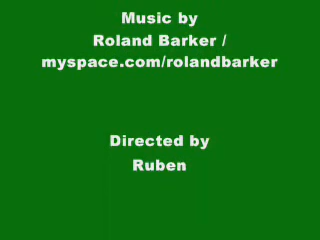 Music by
Roland Barker /
myspace.com/rolandbarker
Directed by
Ruben